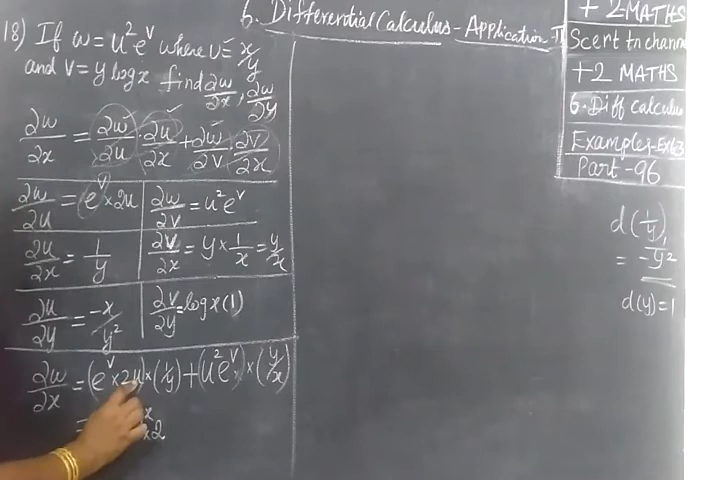 6. Differential Calculus - Application II
18) If w = u²eᵛ where u = x/y
and v = y log x find ∂w/∂x, ∂w/∂y
∂w/∂x = ∂w/∂u · ∂u/∂x + ∂w/∂v · ∂v/∂x
∂w/∂u = eᵛ × 2u
∂w/∂v = u²eᵛ
∂u/∂x = 1/y
∂v/∂x = y × 1/x = y/x
∂u/∂y = -x/y²
∂v/∂y = log x (1)
∂w/∂x = (eᵛ × 2u) × (1/y) + (u²eᵛ) × (y/x)
=
×2
+2 MATHS
Scert tn channel
+2 MATHS
6. Diff calculus
Examples-Ex 6.3
Part - 96
d(1/y)
= -1/y²
d(y) = 1